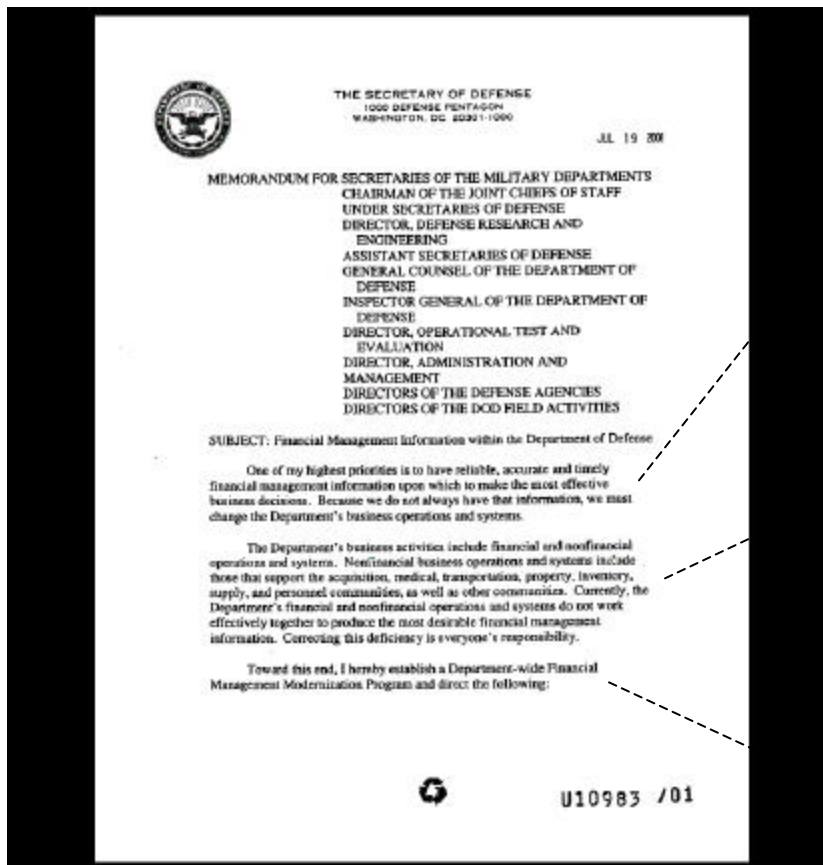 THE SECRETARY OF DEFENSE
1000 DEFENSE PENTAGON
WASHINGTON, DC 20301-1000
JUL 19 2001
MEMORANDUM FOR SECRETARIES OF THE MILITARY DEPARTMENTS
CHAIRMAN OF THE JOINT CHIEFS OF STAFF
UNDER SECRETARIES OF DEFENSE
DIRECTOR, DEFENSE RESEARCH AND
ENGINEERING
ASSISTANT SECRETARIES OF DEFENSE
GENERAL COUNSEL OF THE DEPARTMENT OF
DEFENSE
INSPECTOR GENERAL OF THE DEPARTMENT OF
DEFENSE
DIRECTOR, OPERATIONAL TEST AND
EVALUATION
DIRECTOR, ADMINISTRATION AND
MANAGEMENT
DIRECTORS OF THE DEFENSE AGENCIES
DIRECTORS OF THE DOD FIELD ACTIVITIES
SUBJECT: Financial Management Information within the Department of Defense
One of my highest priorities is to have reliable, accurate and timely
financial management information upon which to make the most effective
business decisions. Because we do not always have that information, we must
change the Department's business operations and systems.
The Department's business activities include financial and nonfinancial
operations and systems. Nonfinancial business operations and systems include
those that support the acquisition, medical, transportation, property, inventory,
supply, and personnel communities, as well as other communities. Currently, the
Department's financial and nonfinancial operations and systems do not work
effectively together to produce the most desirable financial management
information. Correcting this deficiency is everyone's responsibility.
Toward this end, I hereby establish a Department-wide Financial
Management Modernization Program and direct the following:
U10983 /01